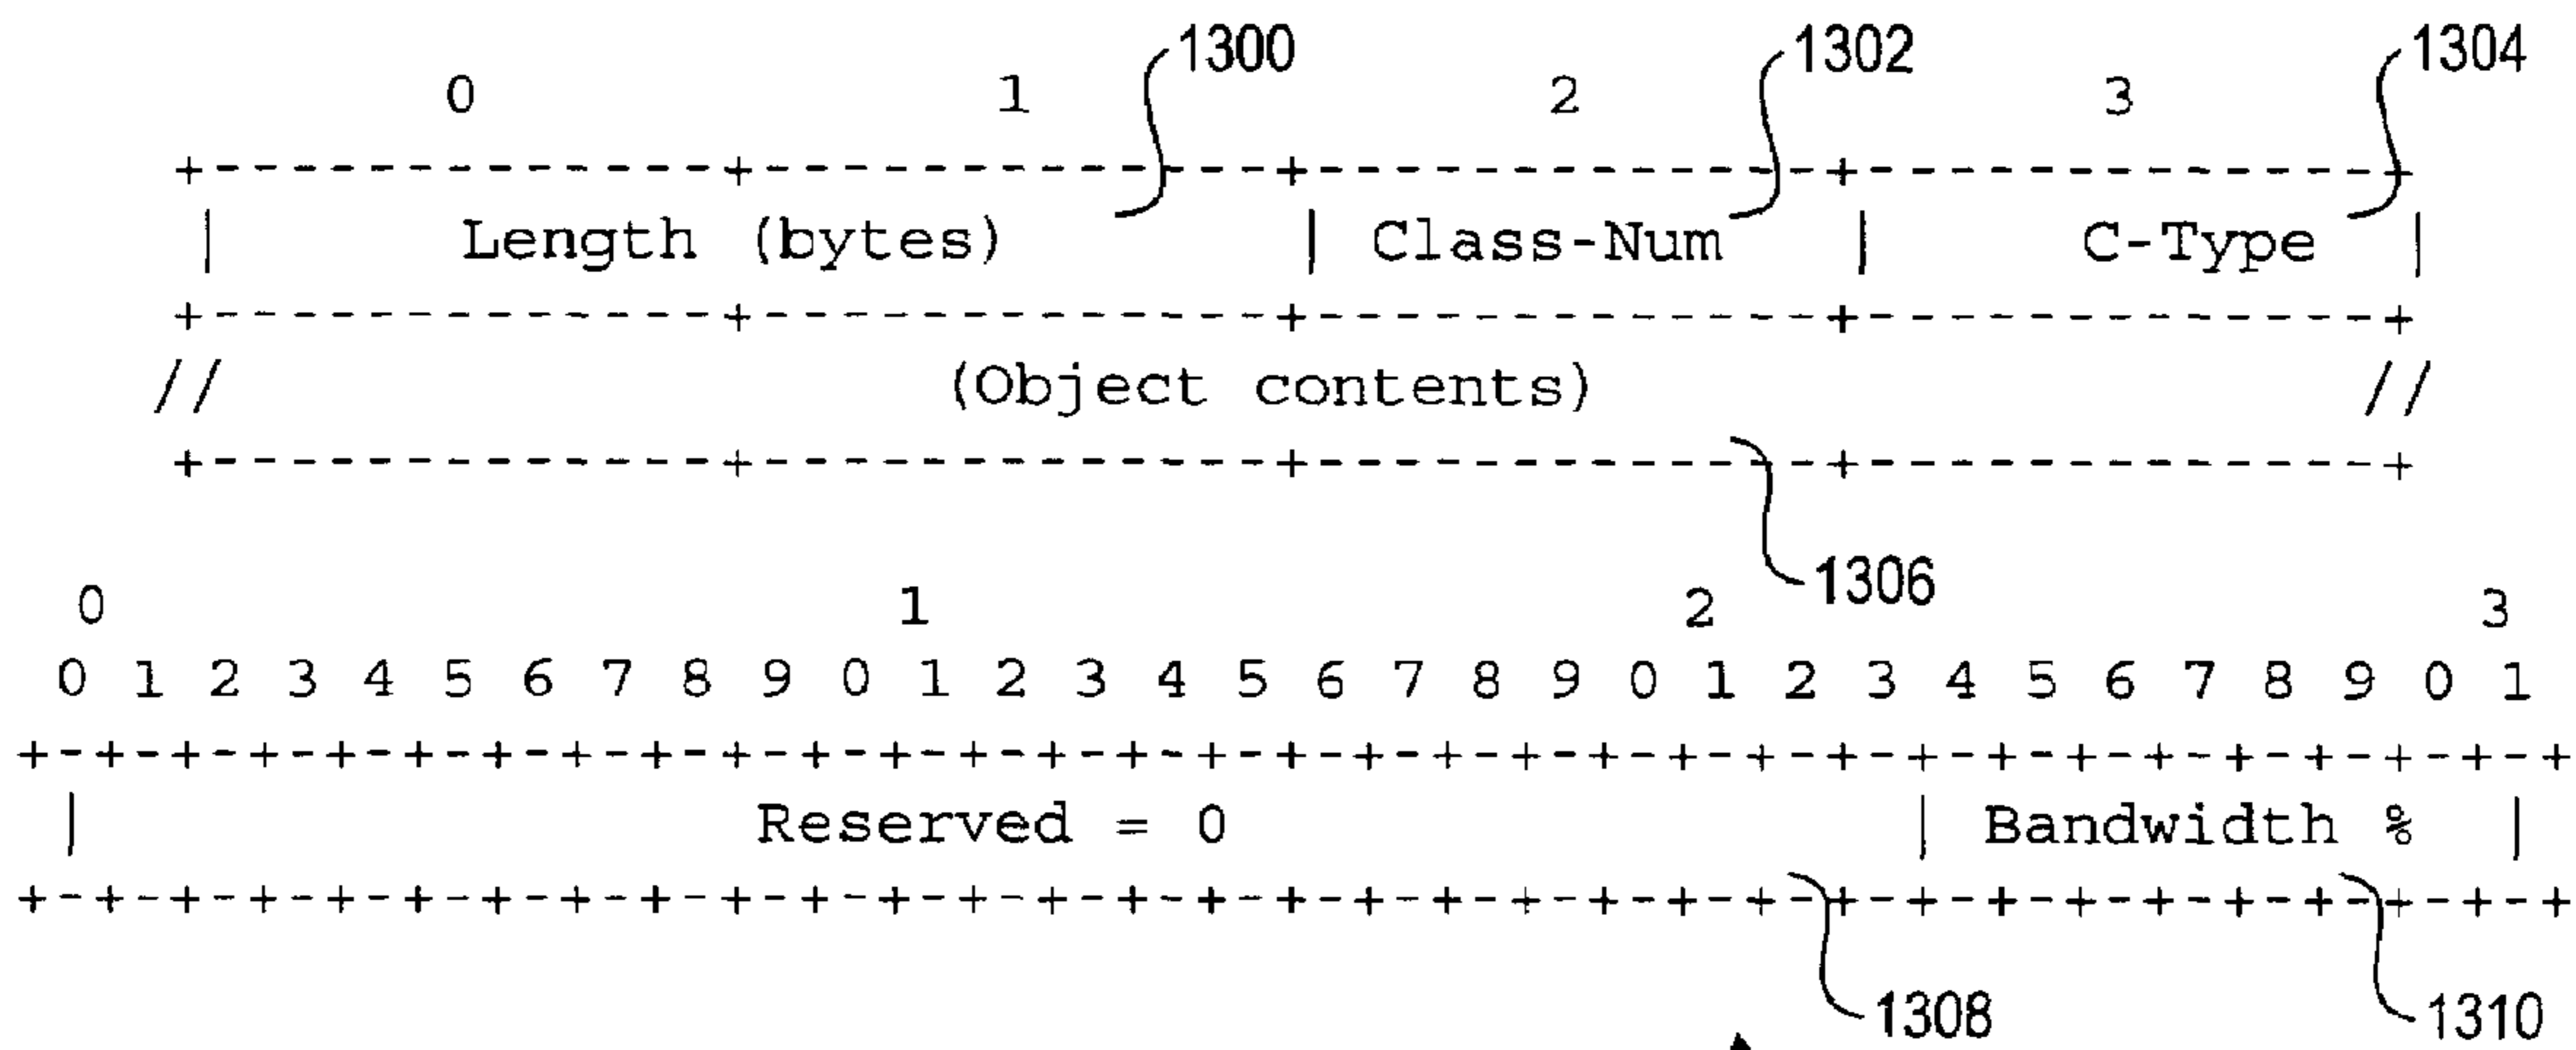 1300 1302 1304
0 1 2 3
+-------------+-------------+-------------+-------------+
| Length (bytes) | Class-Num | C-Type |
+-------------+-------------+-------------+-------------+
// (Object contents) //
+-------------+-------------+-------------+-------------+
1306
0 1 2 3
0 1 2 3 4 5 6 7 8 9 0 1 2 3 4 5 6 7 8 9 0 1 2 3 4 5 6 7 8 9 0 1
+-+-+-+-+-+-+-+-+-+-+-+-+-+-+-+-+-+-+-+-+-+-+-+-+-+-+-+-+-+-+-+-+
| Reserved = 0 | Bandwidth % |
+-+-+-+-+-+-+-+-+-+-+-+-+-+-+-+-+-+-+-+-+-+-+-+-+-+-+-+-+-+-+-+-+
1308 1310